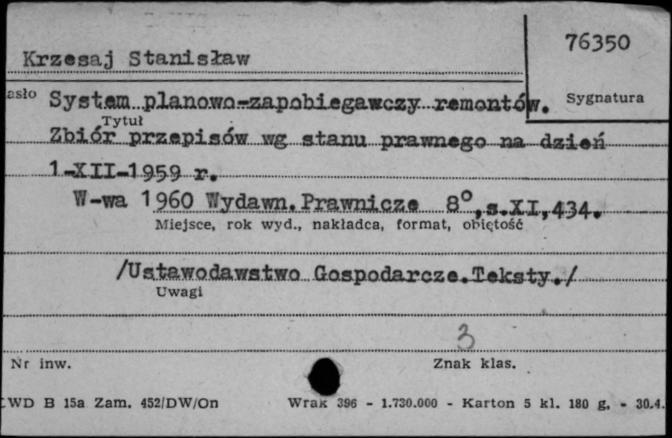 Krzesaj Stanisław
76350
asło
Sygnatura
System planowo-zapobiegawczy remontów.
Tytuł
Zbiór przepisów wg stanu prawnego na dzień
1-XII-1959 r.
W-wa 1960 Wydawn.Prawnicze 8°,s.XI,434.
Miejsce, rok wyd., nakładca, format, objętość
/Ustawodawstwo Gospodarcze.Teksty./
Uwagi
3
Nr inw.
Znak klas.
WD B 15a Zam. 452/DW/On Wrak 396 - 1.730.000 - Karton 5 kl. 180 g. - 30.4.